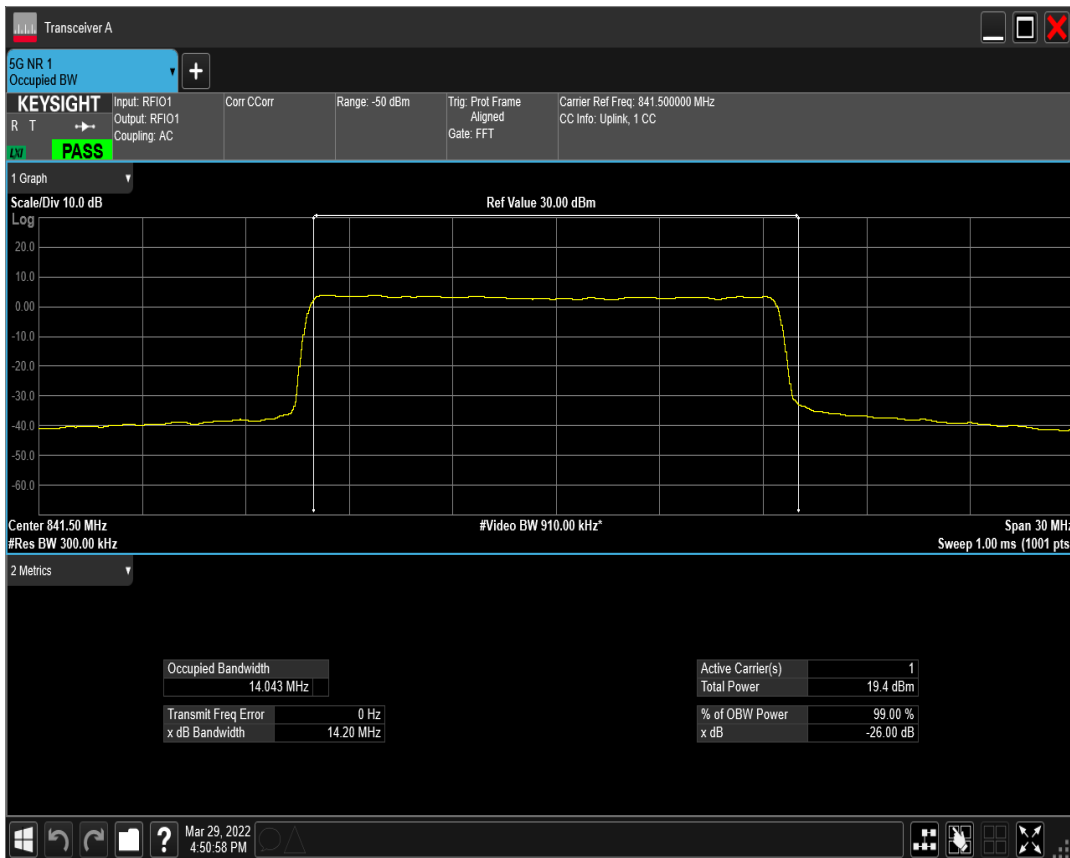 Transceiver A
5G NR 1
Occupied BW
+
KEYSIGHT
R T
LXI
PASS
Input: RFIO1
Output: RFIO1
Coupling: AC
Corr CCorr
Range: -50 dBm
Trig: Prot Frame
Aligned
Gate: FFT
Carrier Ref Freq: 841.500000 MHz
CC Info: Uplink, 1 CC
1 Graph
Scale/Div 10.0 dB
Ref Value 30.00 dBm
Log
20.0
10.0
0.00
-10.0
-20.0
-30.0
-40.0
-50.0
-60.0
Center 841.50 MHz
#Video BW 910.00 kHz*
Span 30 MHz
#Res BW 300.00 kHz
Sweep 1.00 ms (1001 pts
2 Metrics
Occupied Bandwidth
14.043 MHz
Transmit Freq Error 0 Hz
x dB Bandwidth 14.20 MHz
Active Carrier(s) 1
Total Power 19.4 dBm
% of OBW Power 99.00 %
x dB -26.00 dB
?
Mar 29, 2022
4:50:58 PM